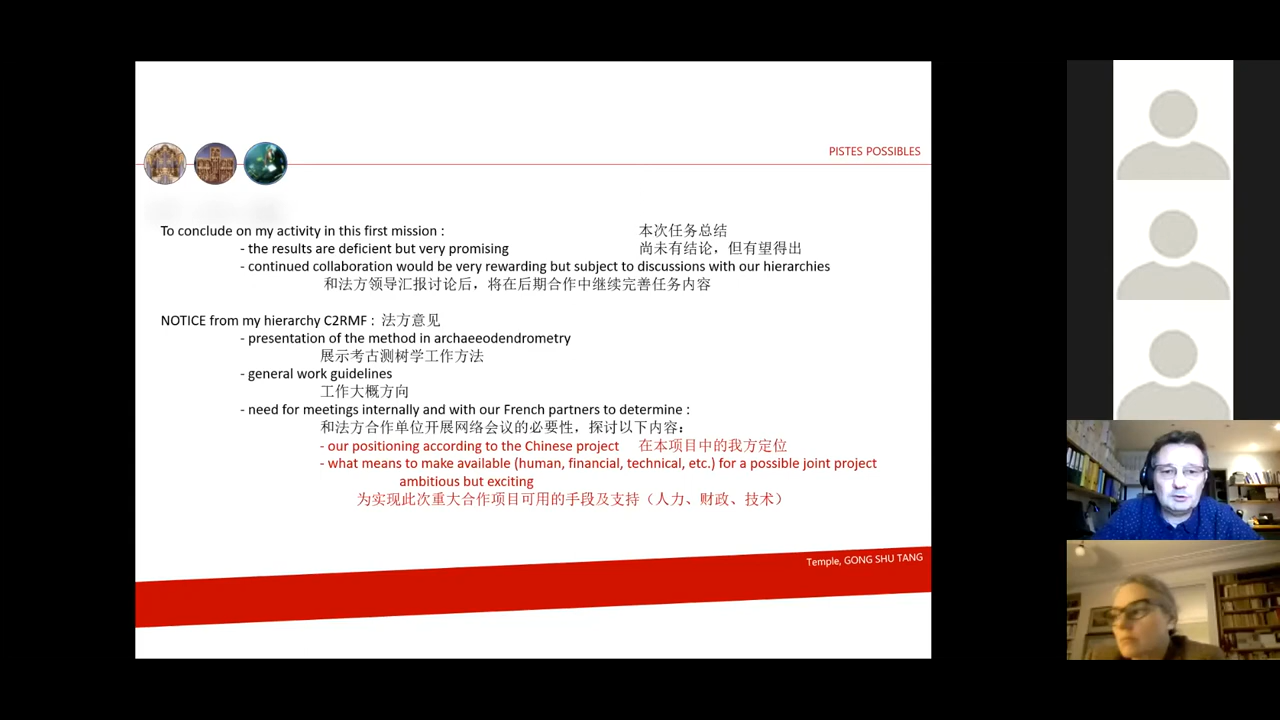 PISTES POSSIBLES
To conclude on my activity in this first mission : 本次任务总结
- the results are deficient but very promising 尚未有结论，但有望得出
- continued collaboration would be very rewarding but subject to discussions with our hierarchies
和法方领导汇报讨论后，将在后期合作中继续完善任务内容
NOTICE from my hierarchy C2RMF : 法方意见
- presentation of the method in archaeeodendrometry
展示考古测树学工作方法
- general work guidelines
工作大概方向
- need for meetings internally and with our French partners to determine :
和法方合作单位开展网络会议的必要性，探讨以下内容：
- our positioning according to the Chinese project 在本项目中的我方定位
- what means to make available (human, financial, technical, etc.) for a possible joint project
ambitious but exciting
为实现此次重大合作项目可用的手段及支持（人力、财政、技术）
Temple, GONG SHU TANG